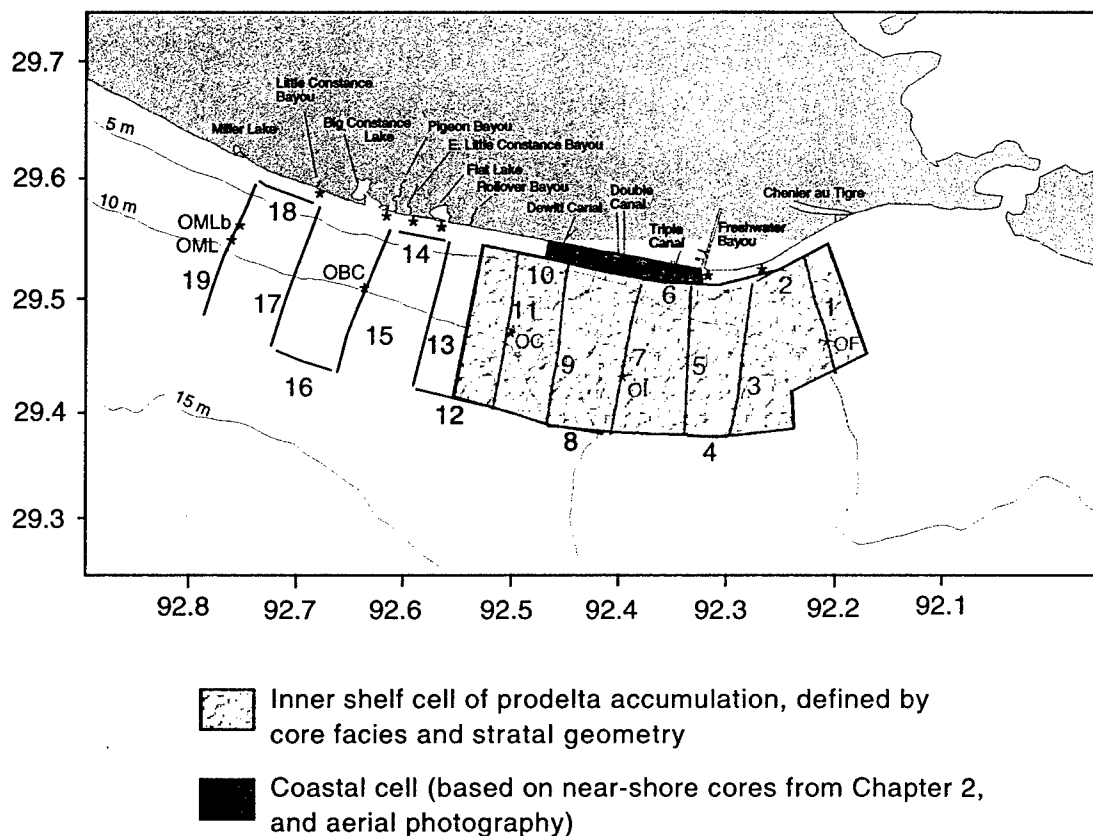 29.7
29.6
29.5
29.4
29.3
92.8
92.7
92.6
92.5
92.4
92.3
92.2
92.1
5 m
10 m
15 m
Miller Lake
Little Constance
Bayou
Big Constance
Lake
Pigeon Bayou
E. Little Constance Bayou
Flat Lake
Rollover Bayou
Dewitt Canal
Double
Canal
Triple
Canal
Freshwater
Bayou
Chenier au Tigre
OMLb
OML
OBC
OC
OI
OF
19
18
17
16
15
14
13
12
11
10
9
8
7
6
5
4
3
2
1
Inner shelf cell of prodelta accumulation, defined by
core facies and stratal geometry
Coastal cell (based on near-shore cores from Chapter 2,
and aerial photography)